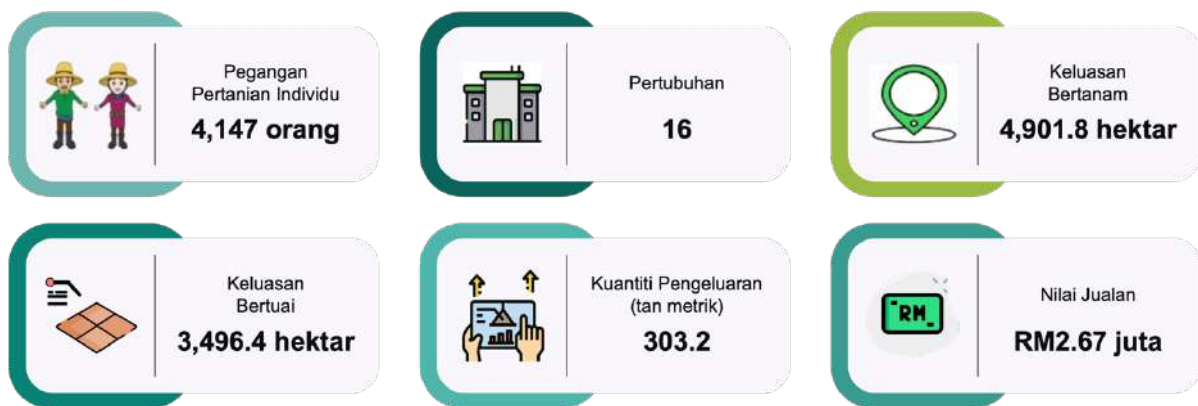 Pegangan
Pertanian Individu
4,147 orang
Pertubuhan
16
Keluasan
Bertanam
4,901.8 hektar
Keluasan
Bertuai
3,496.4 hektar
Kuantiti Pengeluaran
(tan metrik)
303.2
RM
Nilai Jualan
RM2.67 juta